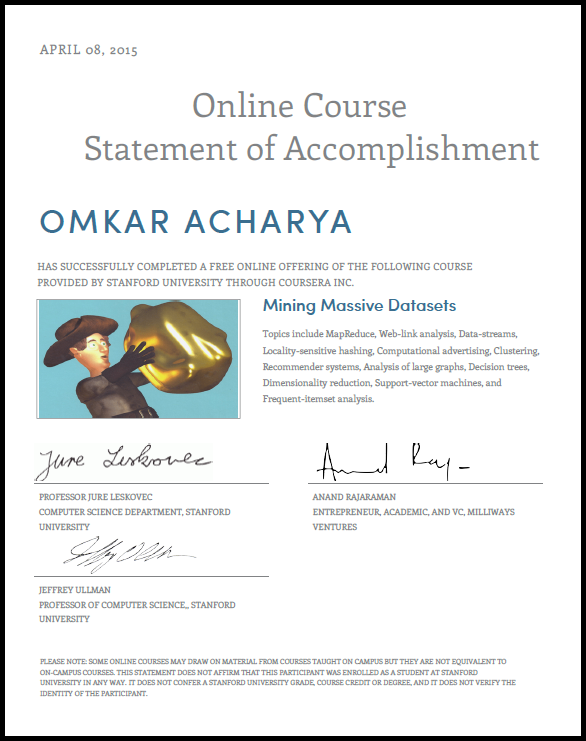 APRIL 08, 2015
Online Course
Statement of Accomplishment
OMKAR ACHARYA
HAS SUCCESSFULLY COMPLETED A FREE ONLINE OFFERING OF THE FOLLOWING COURSE
PROVIDED BY STANFORD UNIVERSITY THROUGH COURSERA INC.
Mining Massive Datasets
Topics include MapReduce, Web-link analysis, Data-streams,
Locality-sensitive hashing, Computational advertising, Clustering,
Recommender systems, Analysis of large graphs, Decision trees,
Dimensionality reduction, Support-vector machines, and
Frequent-itemset analysis.
Jure Leskovec
Anand Raj
PROFESSOR JURE LESKOVEC
COMPUTER SCIENCE DEPARTMENT, STANFORD
UNIVERSITY
ANAND RAJARAMAN
ENTREPRENEUR, ACADEMIC, AND VC, MILLIWAYS
VENTURES
JEFFREY ULLMAN
PROFESSOR OF COMPUTER SCIENCE,, STANFORD
UNIVERSITY
PLEASE NOTE: SOME ONLINE COURSES MAY DRAW ON MATERIAL FROM COURSES TAUGHT ON CAMPUS BUT THEY ARE NOT EQUIVALENT TO
ON-CAMPUS COURSES. THIS STATEMENT DOES NOT AFFIRM THAT THIS PARTICIPANT WAS ENROLLED AS A STUDENT AT STANFORD
UNIVERSITY IN ANY WAY. IT DOES NOT CONFER A STANFORD UNIVERSITY GRADE, COURSE CREDIT OR DEGREE, AND IT DOES NOT VERIFY THE
IDENTITY OF THE PARTICIPANT.